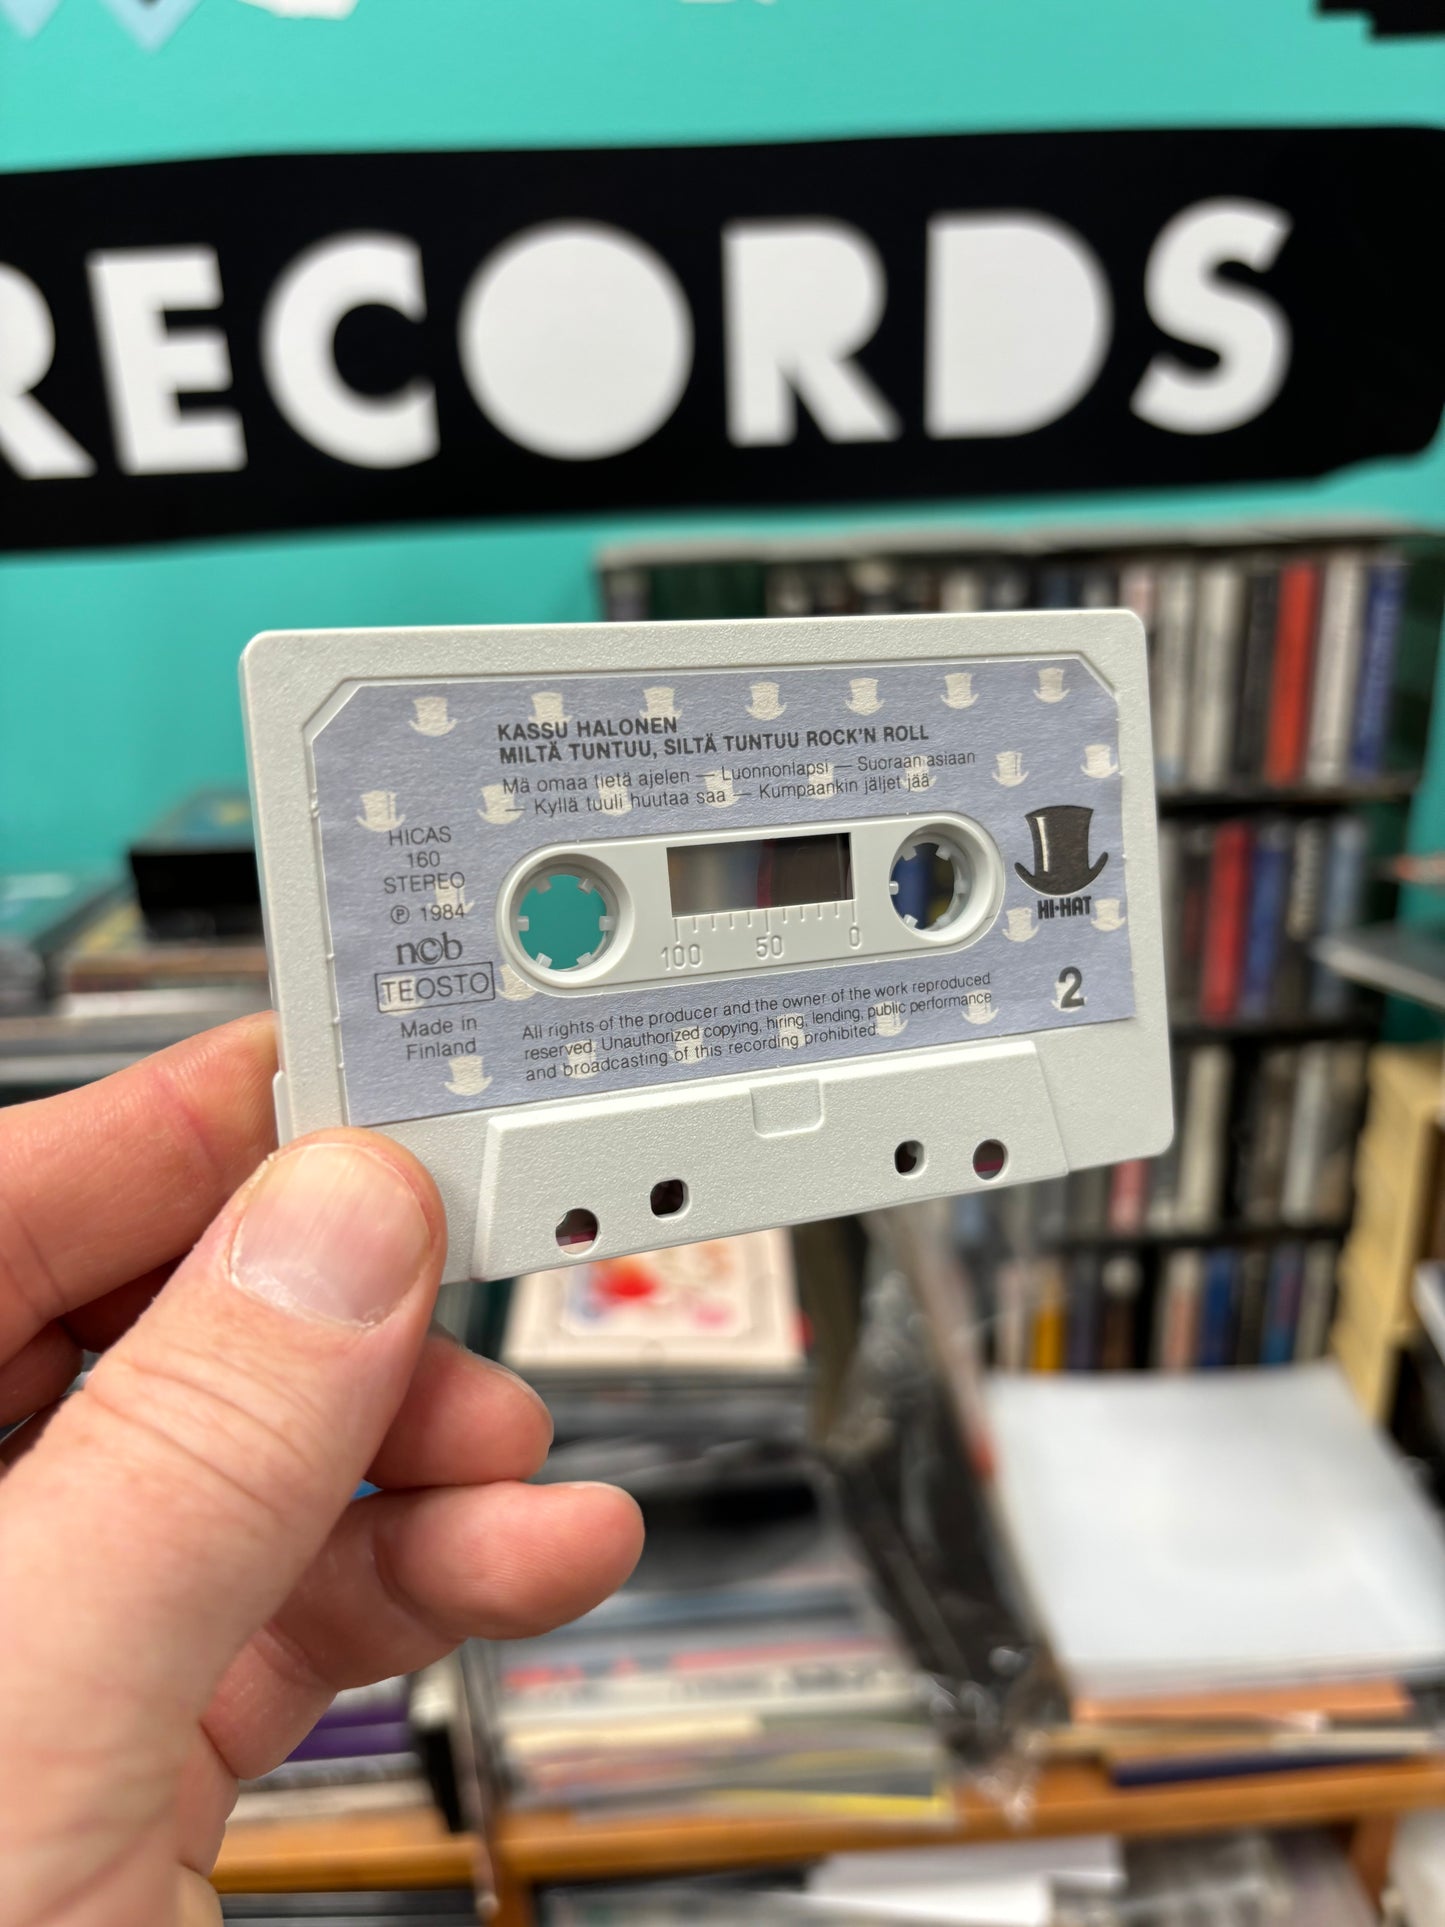 RECORDS
KASSU HALONEN
MILTÄ TUNTUU, SILTÄ TUNTUU ROCK'N ROLL
Mä omaa tietä ajelen — Luonnonlapsi — Suoraan asiaan
— Kyllä tuuli huutaa saa — Kumpaankin jäljet jää
HICAS
160
STEREO
℗ 1984
ncb
TEOSTO
Made in
Finland
100 50 0
HI-HAT
2
All rights of the producer and the owner of the work reproduced
reserved. Unauthorized copying, hiring, lending, public performance
and broadcasting of this recording prohibited.